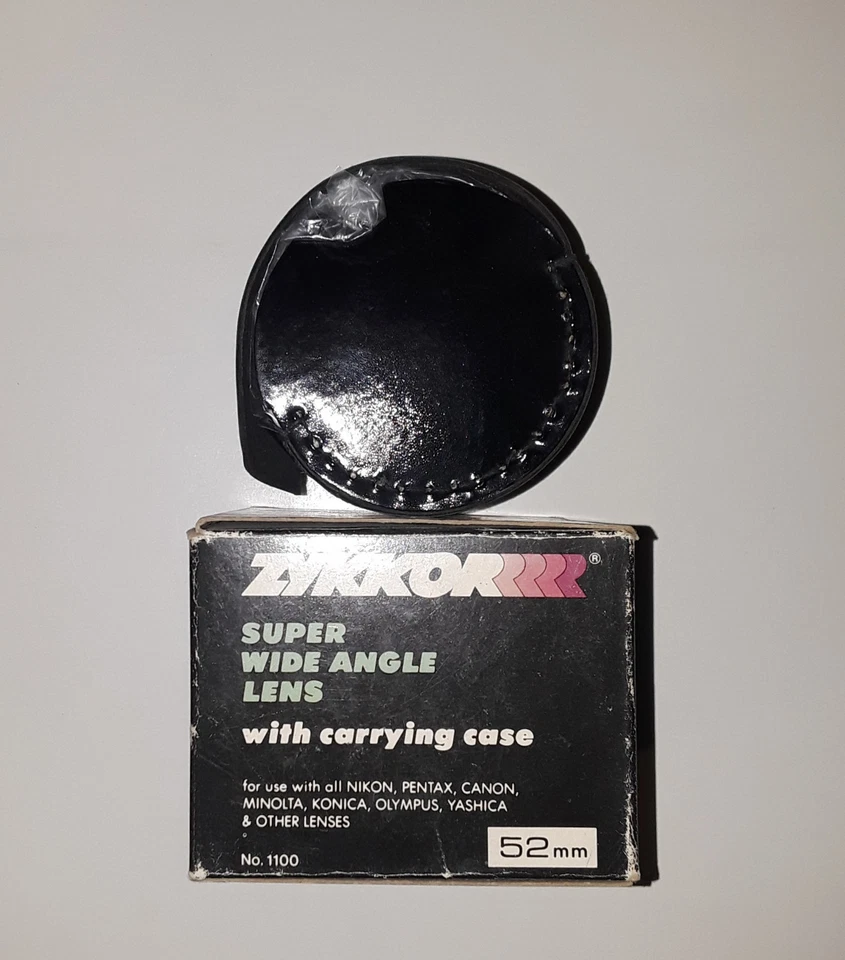 ZYKKOR®
SUPER
WIDE ANGLE
LENS
with carrying case
for use with all NIKON, PENTAX, CANON,
MINOLTA, KONICA, OLYMPUS, YASHICA
& OTHER LENSES
No. 1100
52mm